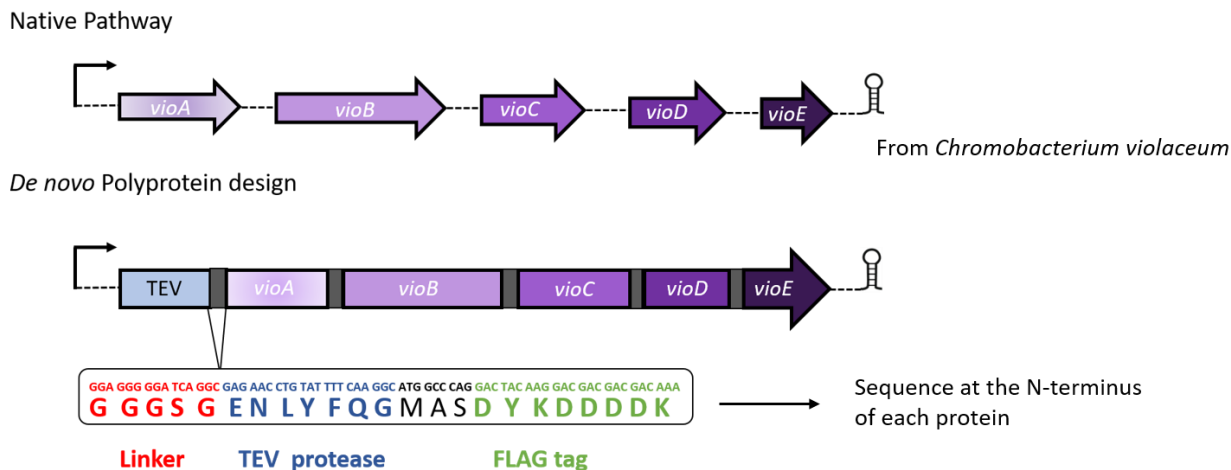 Native Pathway
vioA vioB vioC vioD vioE
From Chromobacterium violaceum
De novo Polyprotein design
TEV vioA vioB vioC vioD vioE
GGA GGG GGA TCA GGC GAG AAC CTG TAT TTT CAA GGC ATG GCC CAG GAC TAC AAG GAC GAC GAC GAC AAA
G G G S G E N L Y F Q G M A S D Y K D D D D K
Sequence at the N-terminus
of each protein
Linker TEV protease FLAG tag